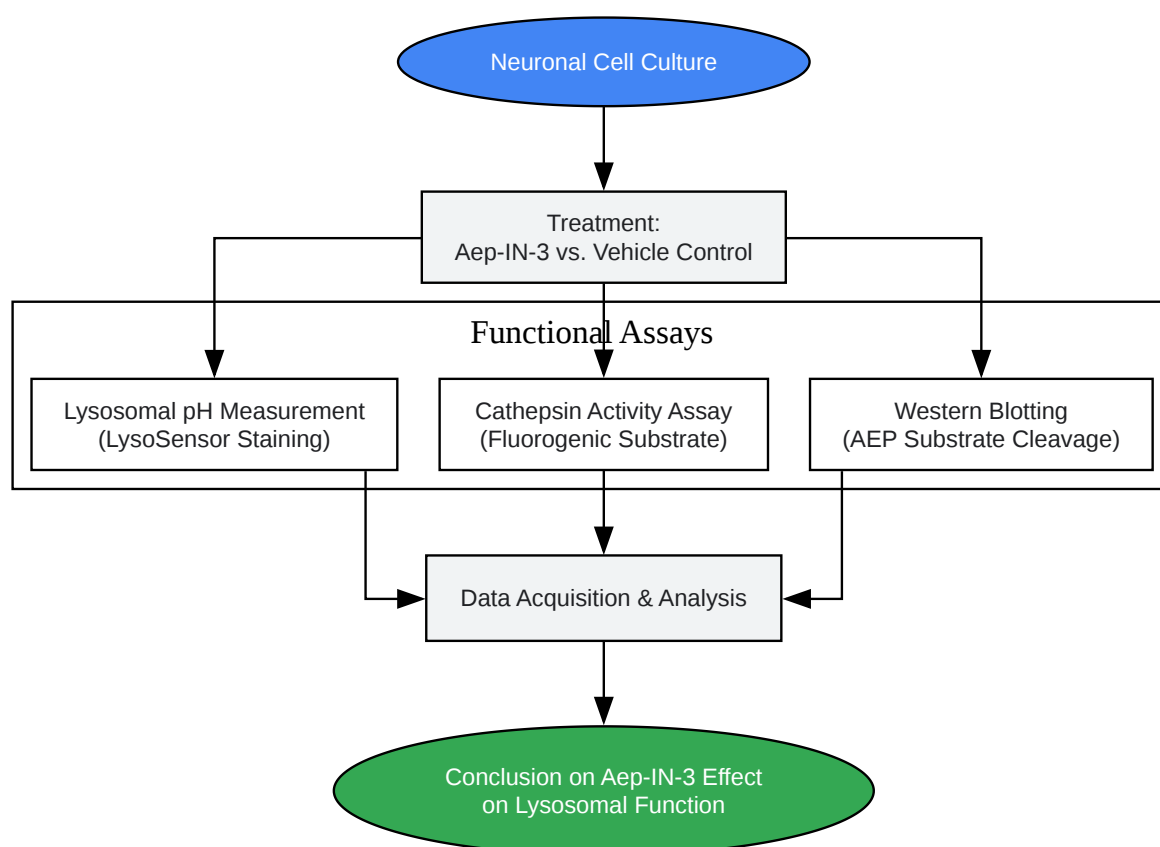 Neuronal Cell Culture
Treatment:
Aep-IN-3 vs. Vehicle Control
Functional Assays
Lysosomal pH Measurement
(LysoSensor Staining)
Cathepsin Activity Assay
(Fluorogenic Substrate)
Western Blotting
(AEP Substrate Cleavage)
Data Acquisition & Analysis
Conclusion on Aep-IN-3 Effect
on Lysosomal Function